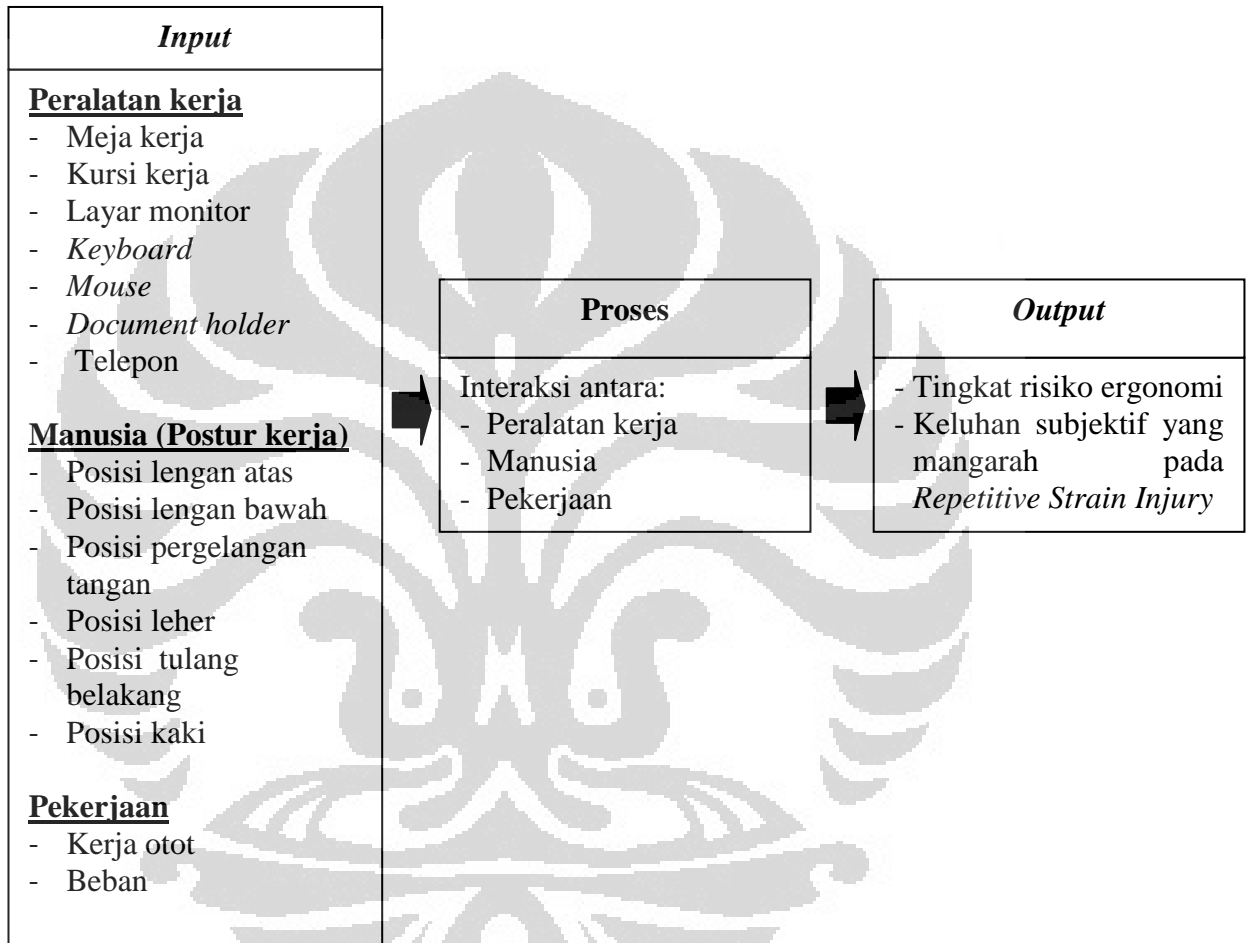 Input
Peralatan kerja
- Meja kerja
- Kursi kerja
- Layar monitor
- Keyboard
- Mouse
- Document holder
- Telepon
Manusia (Postur kerja)
- Posisi lengan atas
- Posisi lengan bawah
- Posisi pergelangan
tangan
- Posisi leher
- Posisi tulang
belakang
- Posisi kaki
Pekerjaan
- Kerja otot
- Beban
Proses
Interaksi antara:
- Peralatan kerja
- Manusia
- Pekerjaan
Output
- Tingkat risiko ergonomi
- Keluhan subjektif yang
mangarah pada
Repetitive Strain Injury